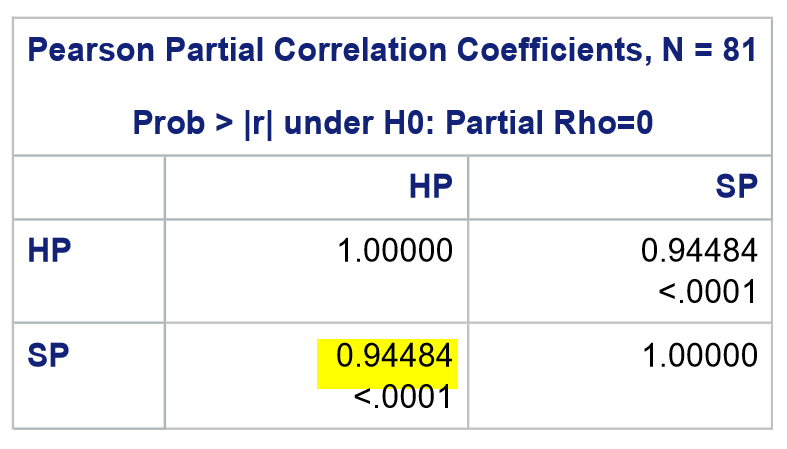 Pearson Partial Correlation Coefficients, N = 81
Prob > |r| under H0: Partial Rho=0
HP SP
HP 1.00000 0.94484
<.0001
SP 0.94484 1.00000
<.0001